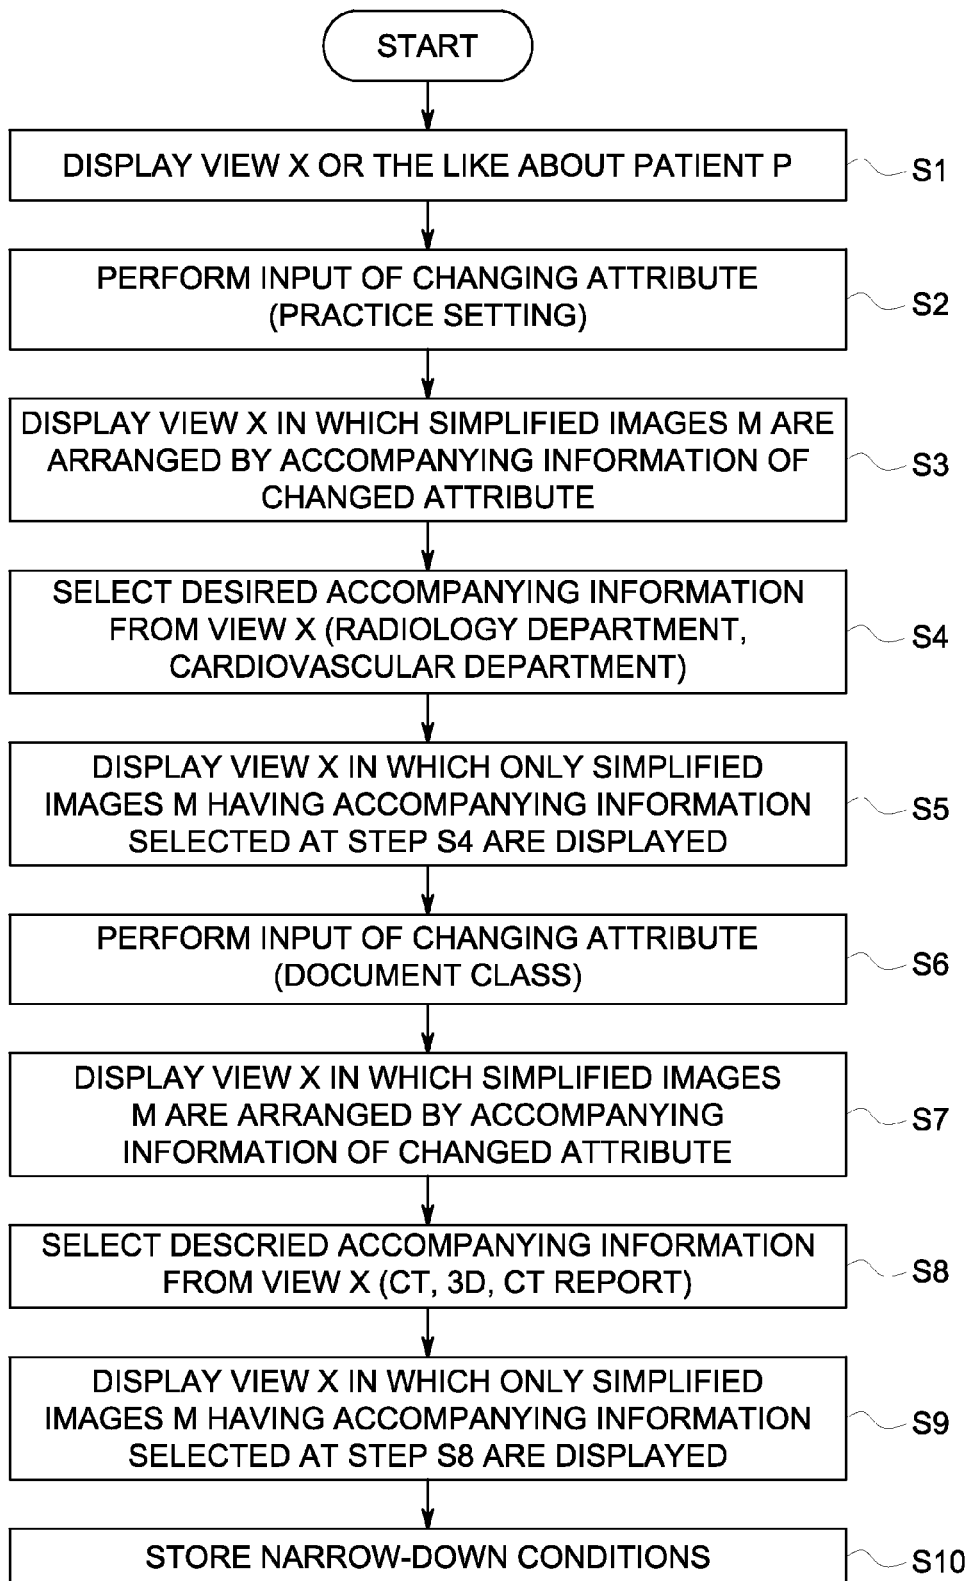 START
DISPLAY VIEW X OR THE LIKE ABOUT PATIENT P
S1
PERFORM INPUT OF CHANGING ATTRIBUTE
(PRACTICE SETTING)
S2
DISPLAY VIEW X IN WHICH SIMPLIFIED IMAGES M ARE
ARRANGED BY ACCOMPANYING INFORMATION OF
CHANGED ATTRIBUTE
S3
SELECT DESIRED ACCOMPANYING INFORMATION
FROM VIEW X (RADIOLOGY DEPARTMENT,
CARDIOVASCULAR DEPARTMENT)
S4
DISPLAY VIEW X IN WHICH ONLY SIMPLIFIED
IMAGES M HAVING ACCOMPANYING INFORMATION
SELECTED AT STEP S4 ARE DISPLAYED
S5
PERFORM INPUT OF CHANGING ATTRIBUTE
(DOCUMENT CLASS)
S6
DISPLAY VIEW X IN WHICH SIMPLIFIED IMAGES
M ARE ARRANGED BY ACCOMPANYING
INFORMATION OF CHANGED ATTRIBUTE
S7
SELECT DESCRIED ACCOMPANYING INFORMATION
FROM VIEW X (CT, 3D, CT REPORT)
S8
DISPLAY VIEW X IN WHICH ONLY SIMPLIFIED
IMAGES M HAVING ACCOMPANYING INFORMATION
SELECTED AT STEP S8 ARE DISPLAYED
S9
STORE NARROW-DOWN CONDITIONS
S10